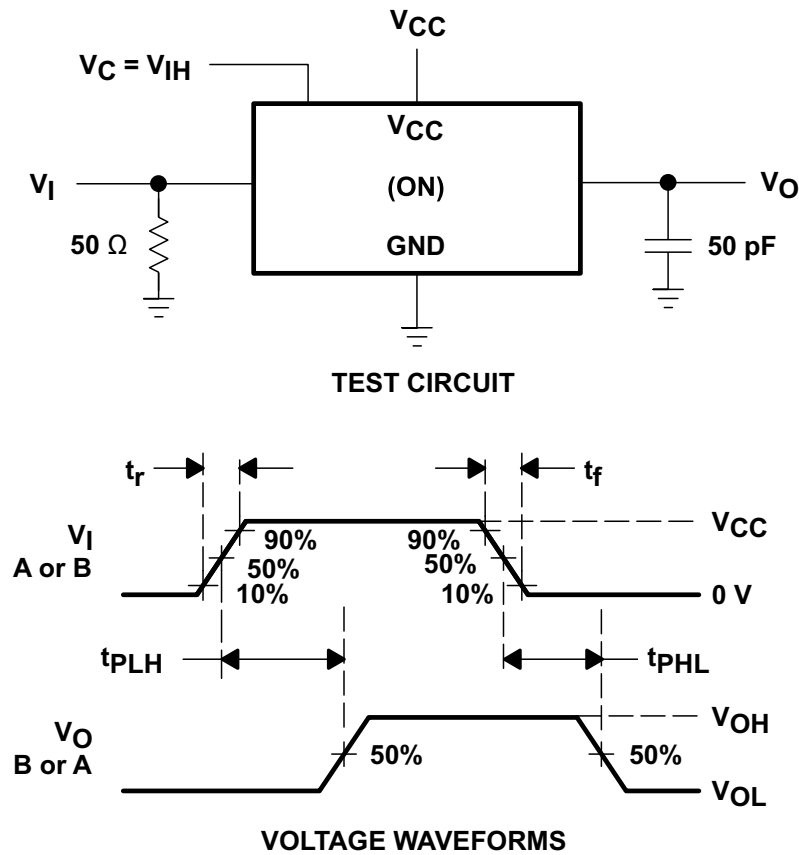 VCC
VC = VIH
VCC
VI
(ON)
VO
50 Ω
GND
50 pF
TEST CIRCUIT
tr
tf
VI
A or B
90%
90%
VCC
50%
50%
10%
10%
0 V
tPLH
tPHL
VO
B or A
50%
50%
VOH
VOL
VOLTAGE WAVEFORMS